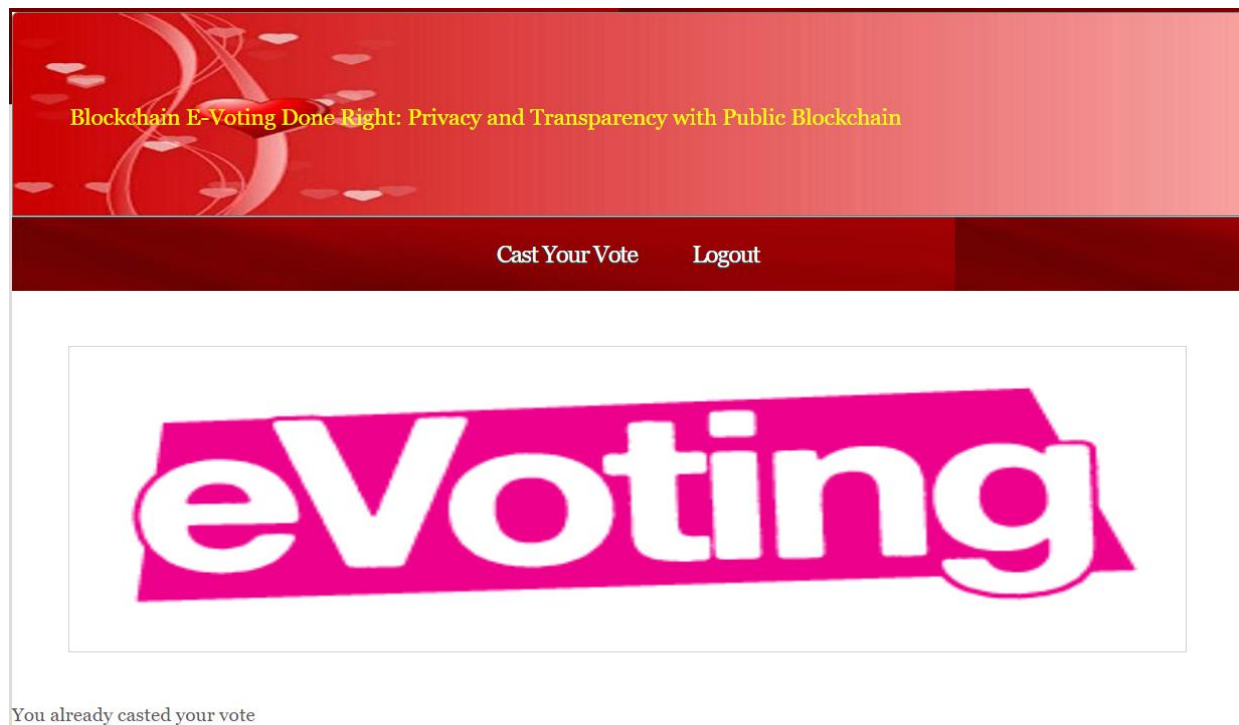 Blockchain E-Voting Done Right: Privacy and Transparency with Public Blockchain
Cast Your Vote Logout
eVoting
You already casted your vote